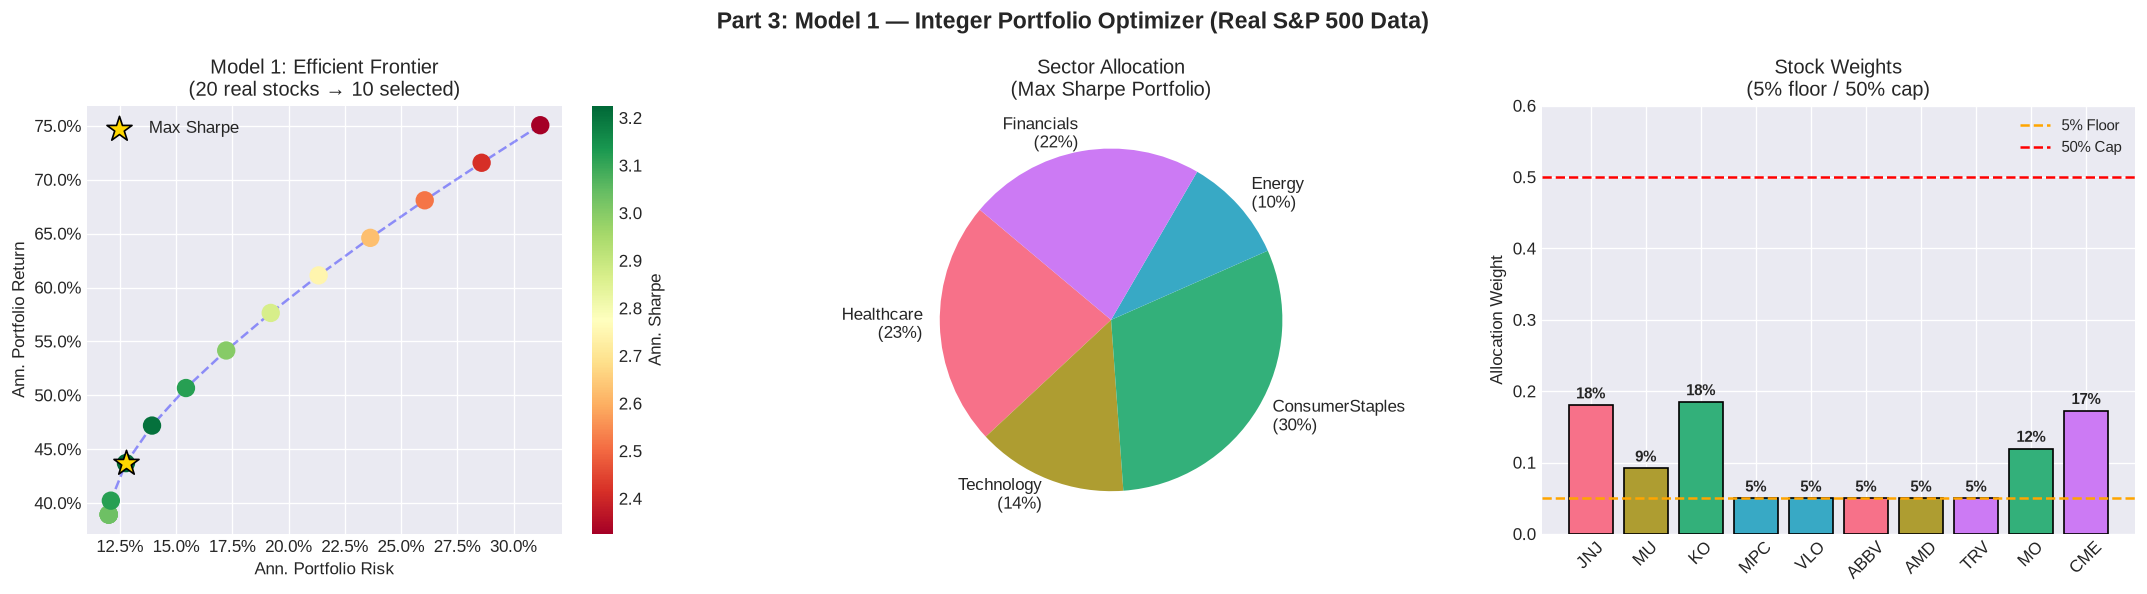 Part 3: Model 1 — Integer Portfolio Optimizer (Real S&P 500 Data)
Model 1: Efficient Frontier
(20 real stocks → 10 selected)
Max Sharpe
75.0%
70.0%
65.0%
60.0%
55.0%
50.0%
45.0%
40.0%
Ann. Portfolio Return
12.5%
15.0%
17.5%
20.0%
22.5%
25.0%
27.5%
30.0%
Ann. Portfolio Risk
3.2
3.1
3.0
2.9
2.8
2.7
2.6
2.5
2.4
Ann. Sharpe
Sector Allocation
(Max Sharpe Portfolio)
Financials
(22%)
Energy
(10%)
Healthcare
(23%)
ConsumerStaples
(30%)
Technology
(14%)
Stock Weights
(5% floor / 50% cap)
5% Floor
50% Cap
0.6
0.5
0.4
0.3
0.2
0.1
0.0
Allocation Weight
18%
9%
18%
5%
5%
5%
5%
5%
12%
17%
JNJ
MU
KO
MPC
VLO
ABBV
AMD
TRV
MO
CME